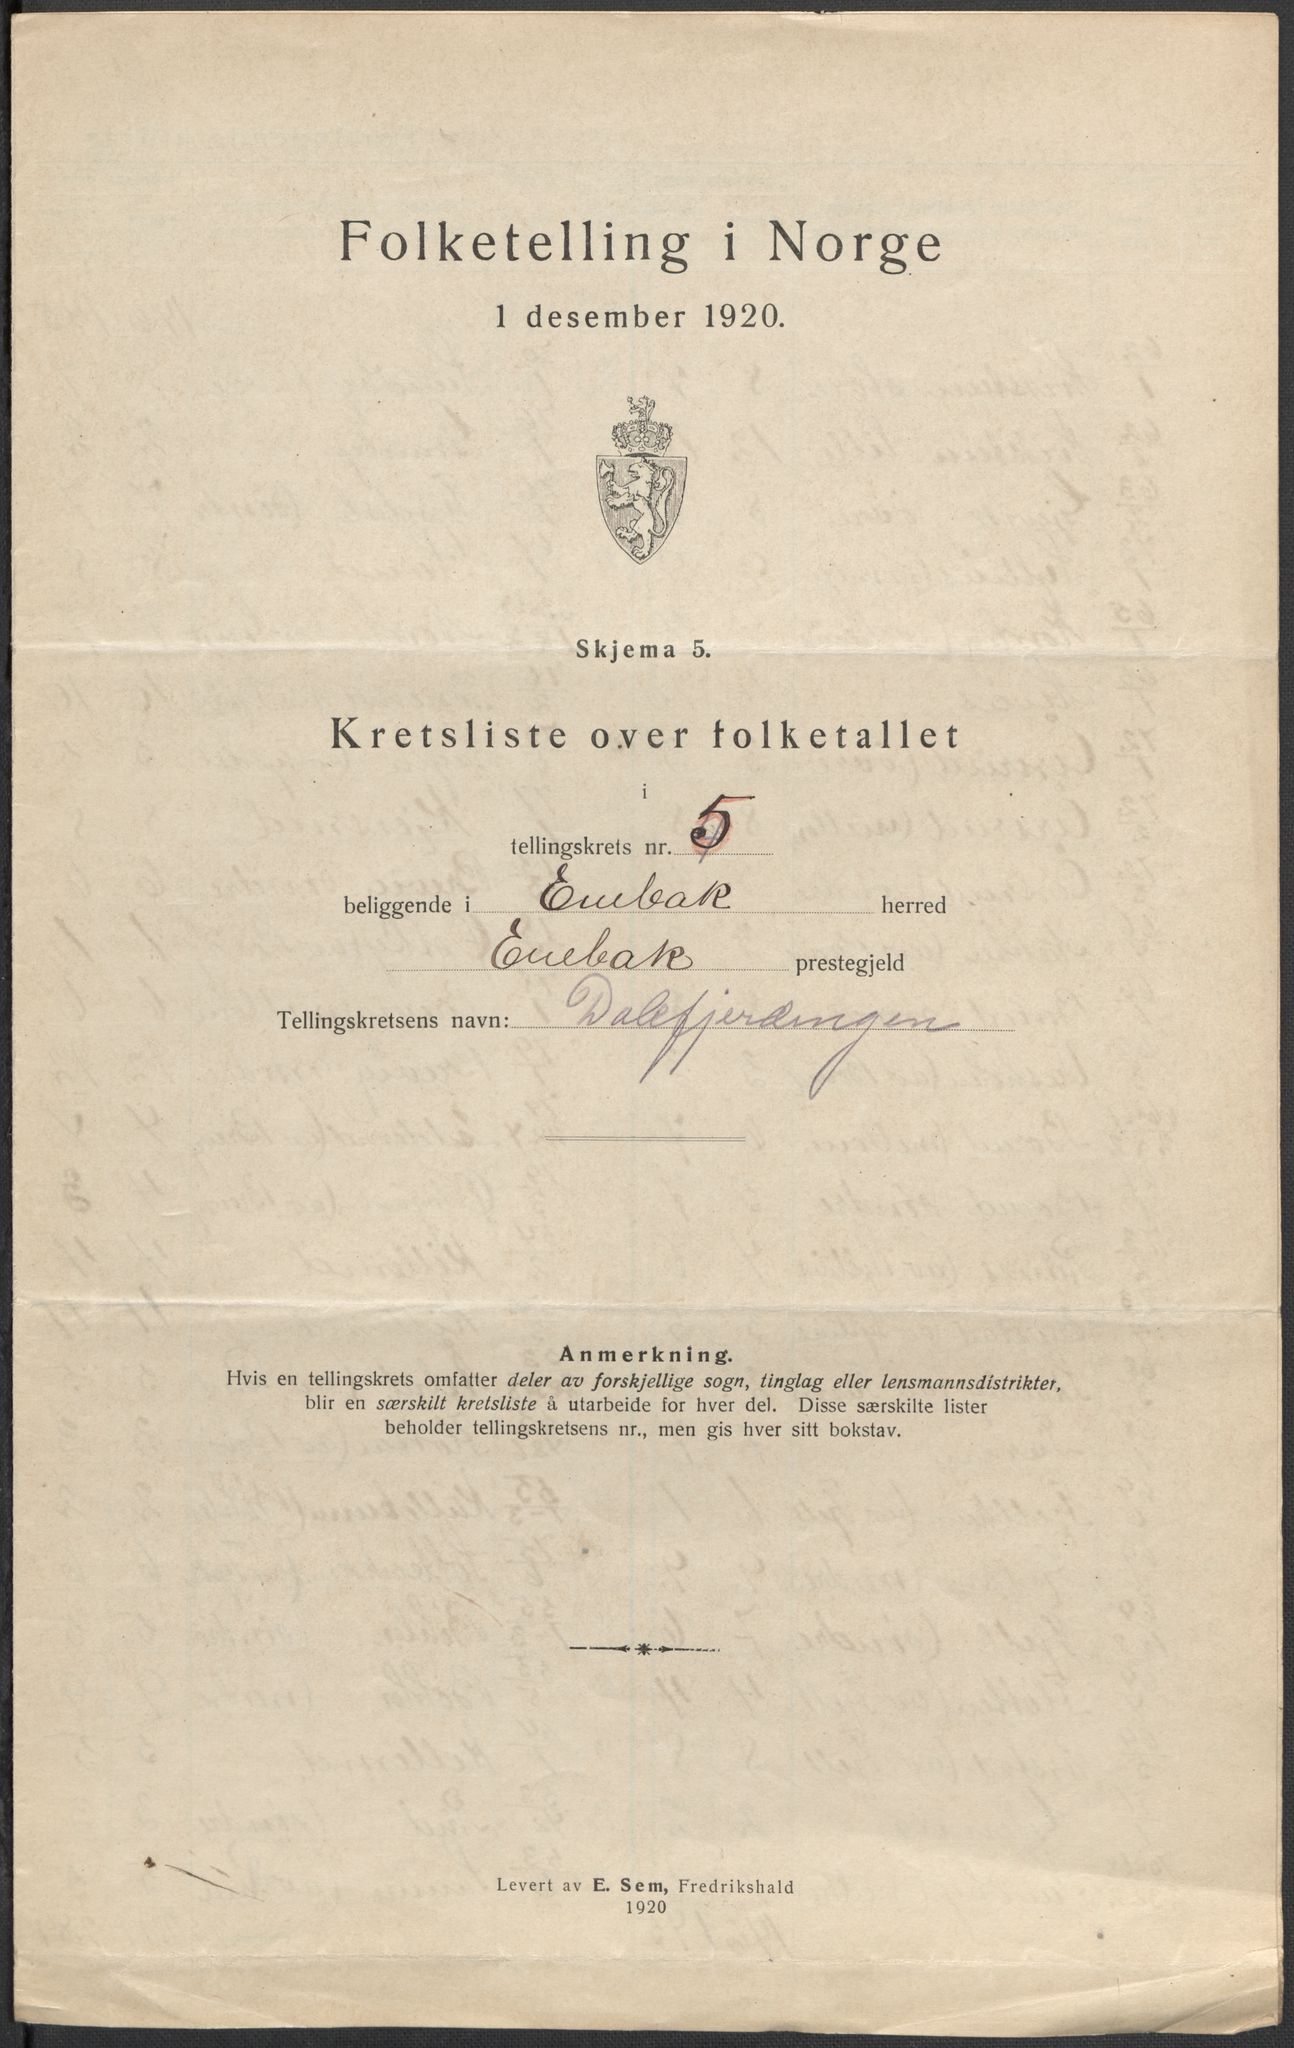 Folketelling i Norge
1 desember 1920.
Skjema 5.
Kretsliste over folketallet
i
tellingskrets nr. 5
beliggende i Enebak herred
Enebak prestegjeld
Tellingskretsens navn: Dalefjerdingen
Anmerkning.
Hvis en tellingskrets omfatter deler av forskjellige sogn, tinglag eller lensmannsdistrikter,
blir en særskilt kretsliste å utarbeide for hver del. Disse særskilte lister
beholder tellingskretsens nr., men gis hver sitt bokstav.
Levert av E. Sem, Fredrikshald
1920